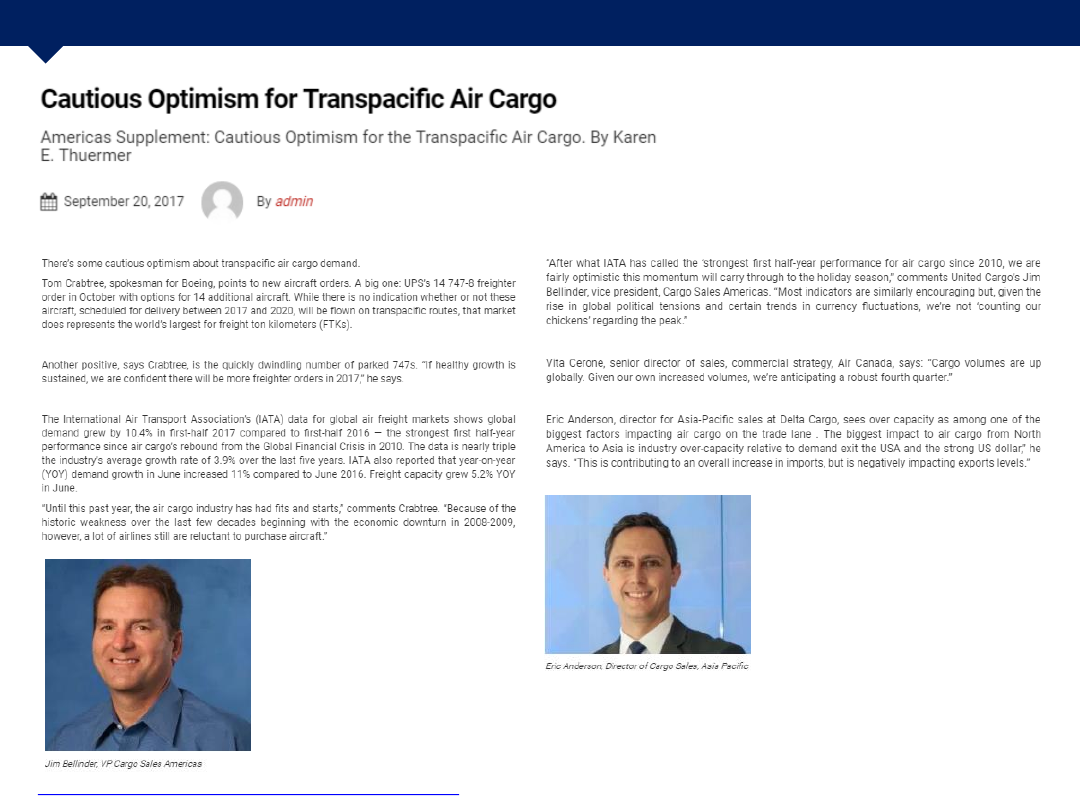 Cautious Optimism for Transpacific Air Cargo
Americas Supplement: Cautious Optimism for the Transpacific Air Cargo. By Karen
E. Thuermer
September 20, 2017 By admin
There's some cautious optimism about transpacific air cargo demand.
Tom Crabtree, spokesman for Boeing, points to new aircraft orders. A big one: UPS's 14 747-8 freighter
order in October with options for 14 additional aircraft. While there is no indication whether or not these
aircraft, scheduled for delivery between 2017 and 2020, will be flown on transpacific routes, that market
does represents the world's largest for freight ton kilometers (FTKs).
Another positive, says Crabtree, is the quickly dwindling number of parked 747s. "If healthy growth is
sustained, we are confident there will be more freighter orders in 2017," he says.
The International Air Transport Association's (IATA) data for global air freight markets shows global
demand grew by 10.4% in first-half 2017 compared to first-half 2016 — the strongest first half-year
performance since air cargo's rebound from the Global Financial Crisis in 2010. The data is nearly triple
the industry's average growth rate of 3.9% over the last five years. IATA also reported that year-on-year
(YOY) demand growth in June increased 11% compared to June 2016. Freight capacity grew 5.2% YOY
in June.
"Until this past year, the air cargo industry has had fits and starts," comments Crabtree. "Because of the
historic weakness over the last few decades beginning with the economic downturn in 2008-2009,
however, a lot of airlines still are reluctant to purchase aircraft."
Jim Bellinder, VP Cargo Sales Americas
"After what IATA has called the 'strongest first half-year performance for air cargo since 2010, we are
fairly optimistic this momentum will carry through to the holiday season," comments United Cargo's Jim
Bellinder, vice president, Cargo Sales Americas. "Most indicators are similarly encouraging but, given the
rise in global political tensions and certain trends in currency fluctuations, we're not 'counting our
chickens' regarding the peak."
Vita Cerone, senior director of sales, commercial strategy, Air Canada, says: "Cargo volumes are up
globally. Given our own increased volumes, we're anticipating a robust fourth quarter."
Eric Anderson, director for Asia-Pacific sales at Delta Cargo, sees over capacity as among one of the
biggest factors impacting air cargo on the trade lane . The biggest impact to air cargo from North
America to Asia is industry over-capacity relative to demand exit the USA and the strong US dollar," he
says. "This is contributing to an overall increase in imports, but is negatively impacting exports levels."
Eric Anderson, Director of Cargo Sales, Asia Pacific